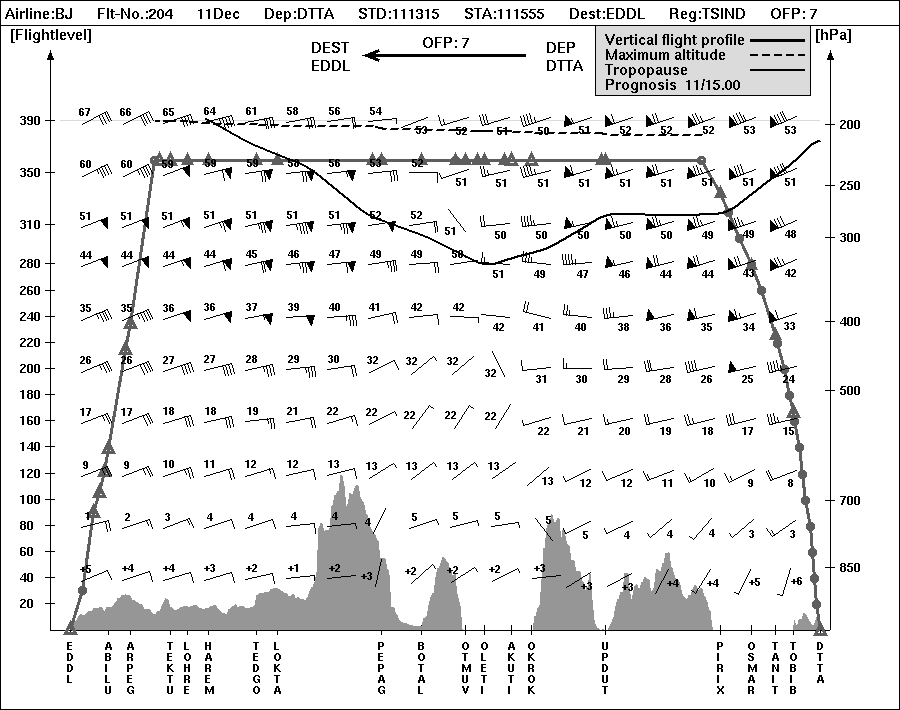 Airline:BJ Flt-No.:204 11Dec Dep:DTTA STD:111315 STA:111555 Dest:EDDL Reg:TSIND OFP: 7
[Flightlevel] DEST EDDL OFP: 7 DEP DTTA [hPa]
Vertical flight profile
Maximum altitude
Tropopause
Prognosis 11/15.00
67 66 65 64 61 58 56 54
390 53 52 51 50 51 52 52 52 53 53 200
60 60 59 59 58 58 56 53 52
350 51 51 51 51 51 51 51 51 51 250
51 51 51 51 51 51 51 52 52
310 51 50 50 50 50 50 49 49 48 300
44 44 44 44 45 46 47 49 49 50
280 51 49 47 46 44 44 43 42
260
35 35 36 36 37 39 40 41 42 42
240 42 41 40 38 36 35 34 33 400
220
26 26 27 27 28 29 30 32 32 32
200 32 31 30 29 28 26 25 24
180 500
17 17 18 18 19 21 22 22 22 22 22
160 22 21 20 19 18 17 15
140
9 9 10 11 12 12 13 13 13 13 13
120 13 12 12 11 10 9 8
100 700
1 2 3 4 4 4 4 4 5 5 5 5
80 5 4 4 4 3 3
60
+5 +4 +4 +3 +2 +1 +2 +3 +2 +2 +2 +3
40 +3 +3 +4 +4 +5 +6 850
20
EDDL ABILU ARPEG TEKTU LOHRE HAREM TEDGO LOKTA PEPAG BOTAL OTMUV OLETI AKUTI OKROK UPDUT PIRIX OSMAR TANIT TOBIB DTTA